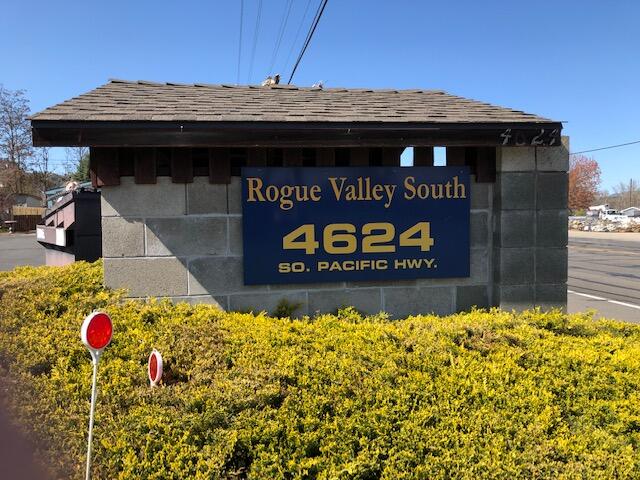 4624
Rogue Valley South
4624
SO. PACIFIC HWY.